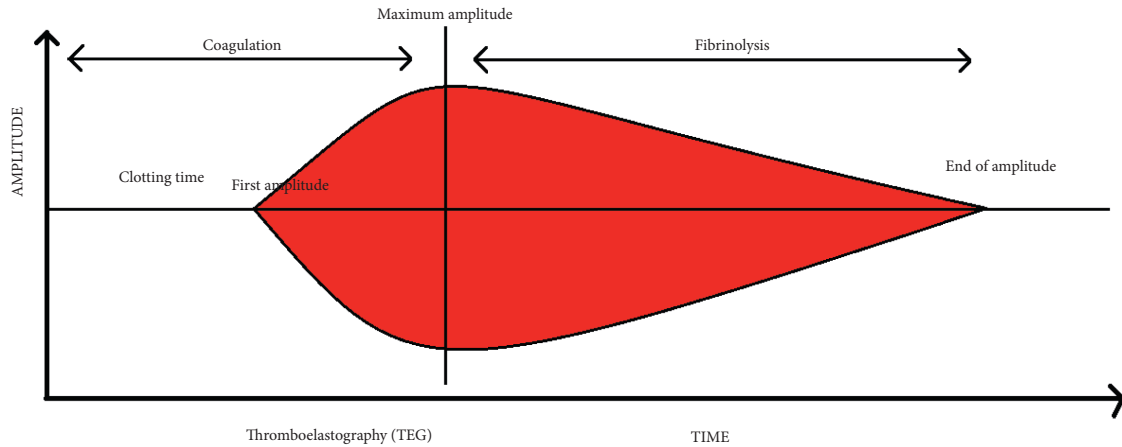 Maximum amplitude
Coagulation
Fibrinolysis
AMPLITUDE
Clotting time
First amplitude
End of amplitude
Thromboelastography (TEG)
TIME